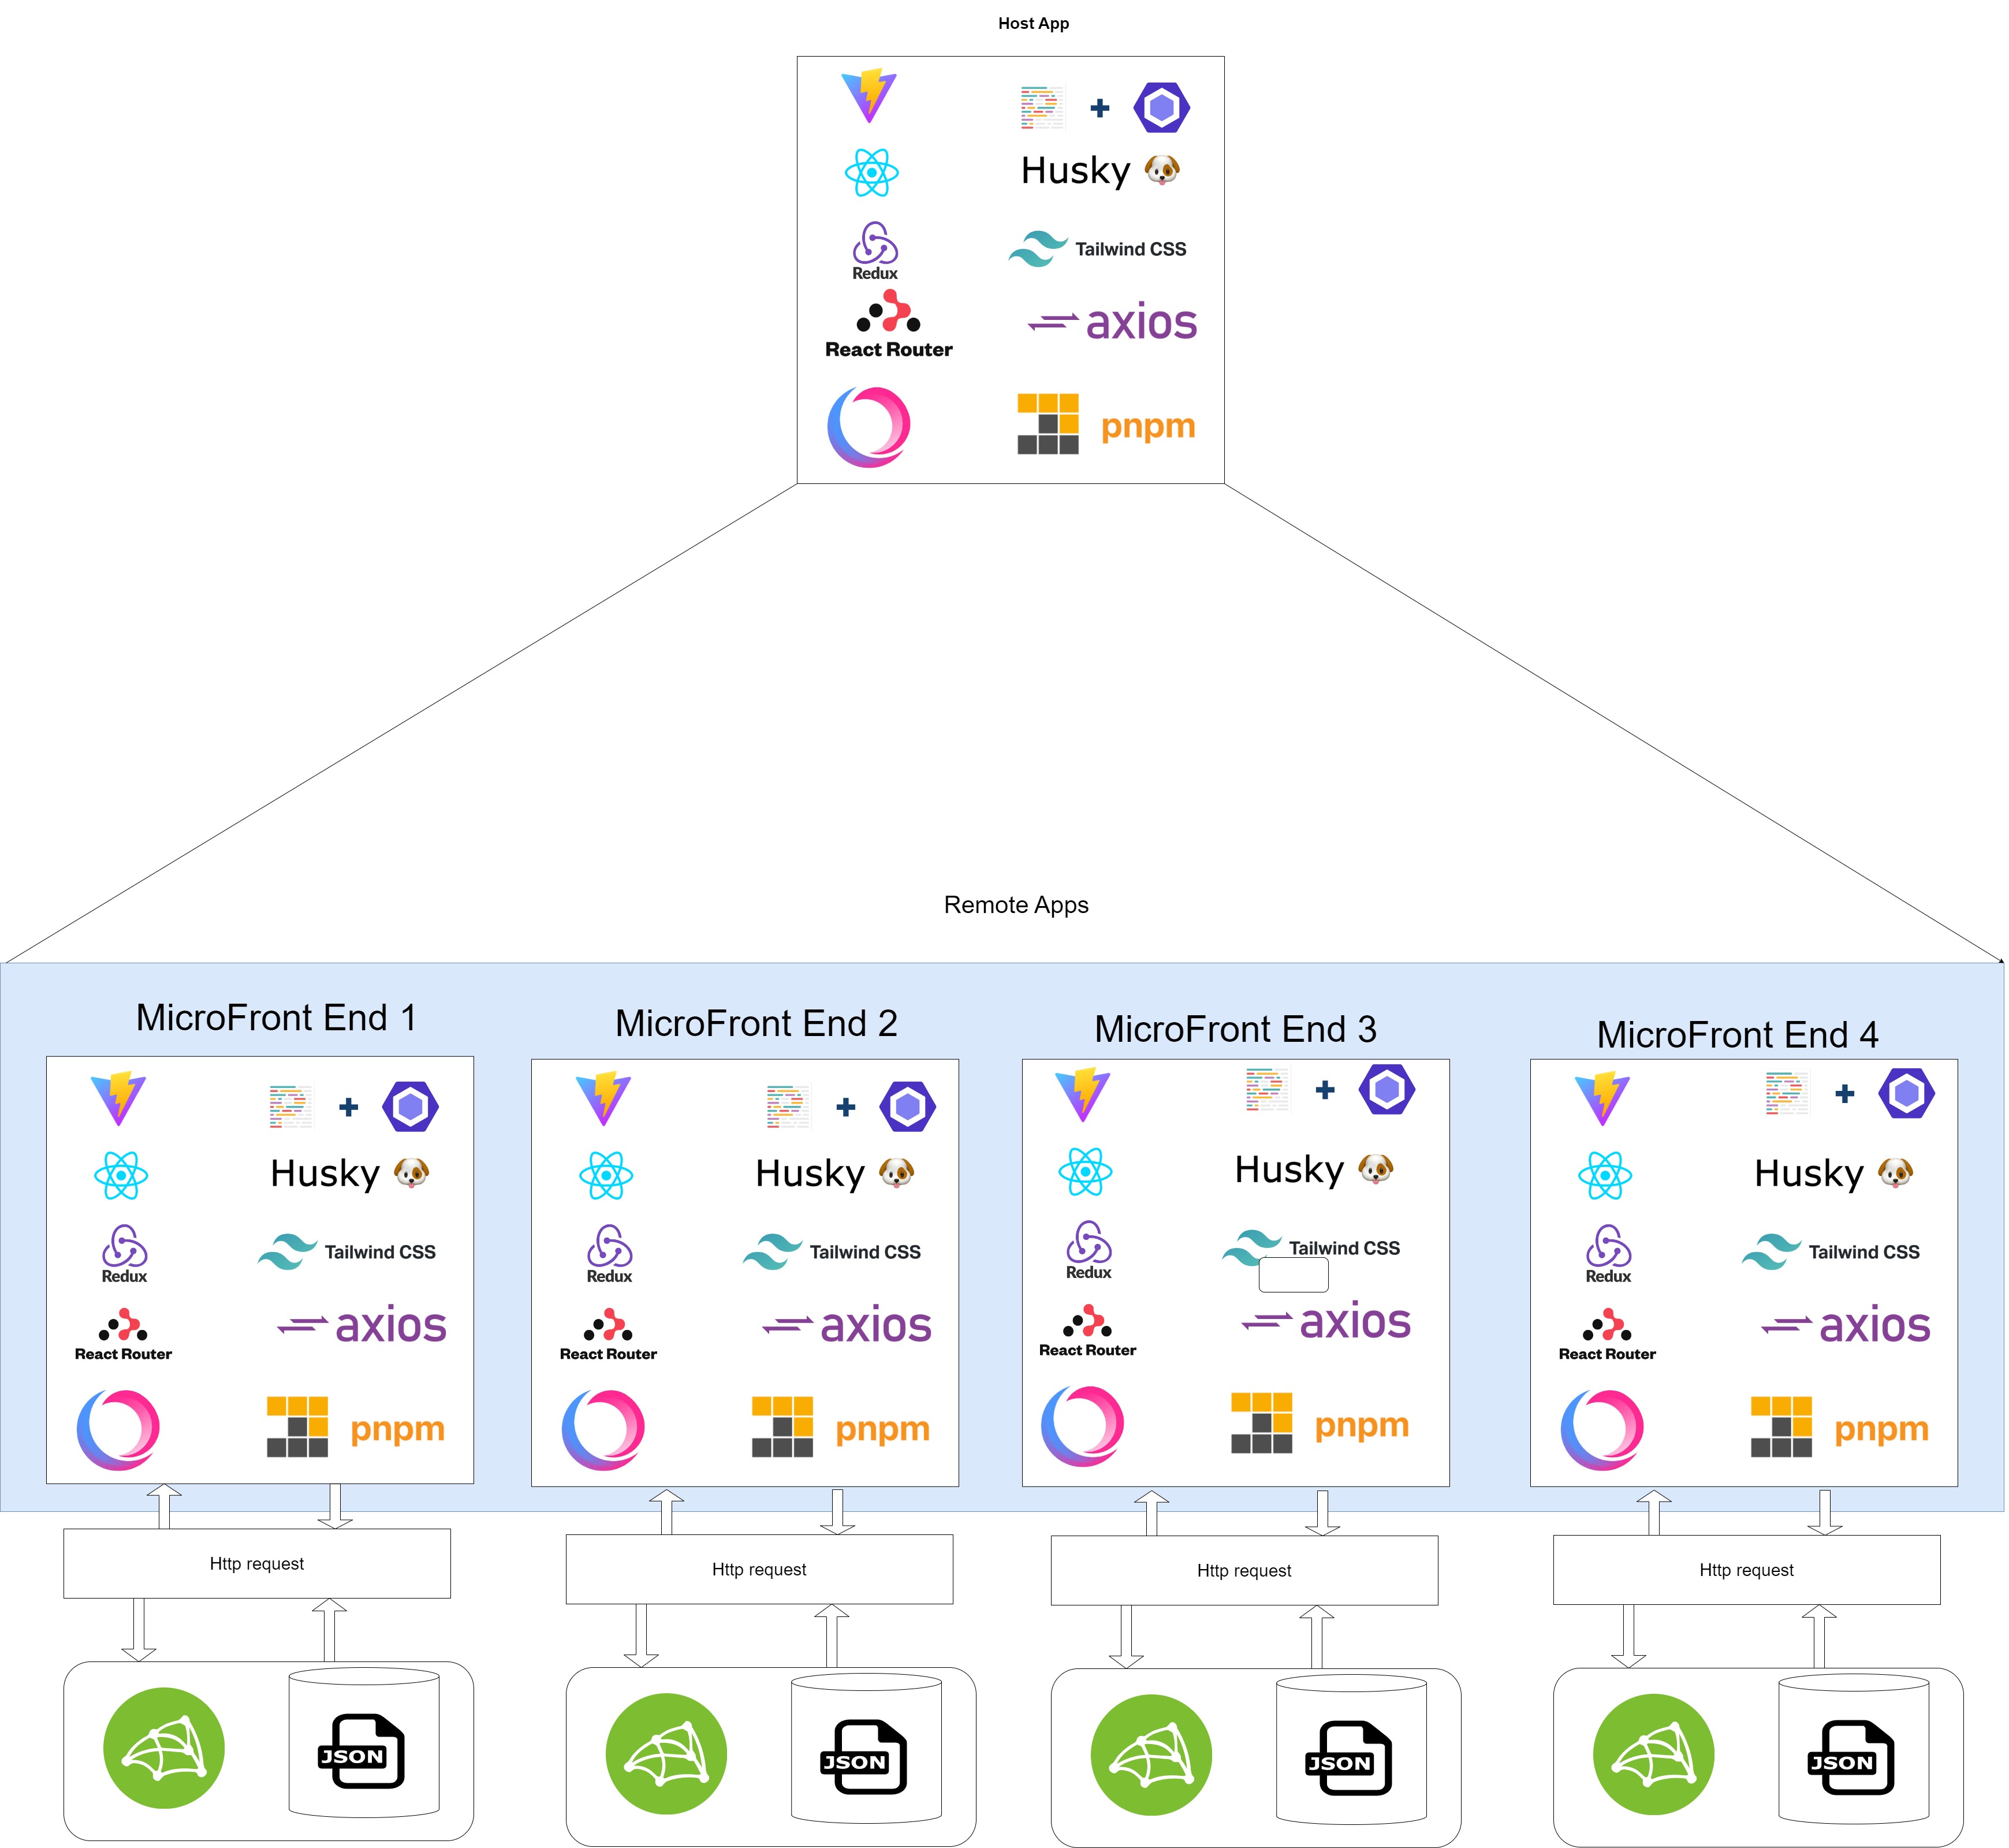 Host App
Husky
Redux
Tailwind CSS
React Router
axios
pnpm
Remote Apps
MicroFront End 1
Husky
Redux
Tailwind CSS
React Router
axios
pnpm
Http request
JSON
MicroFront End 2
Husky
Redux
Tailwind CSS
React Router
axios
pnpm
Http request
JSON
MicroFront End 3
Husky
Redux
Tailwind CSS
React Router
axios
pnpm
Http request
JSON
MicroFront End 4
Husky
Redux
Tailwind CSS
React Router
axios
pnpm
Http request
JSON